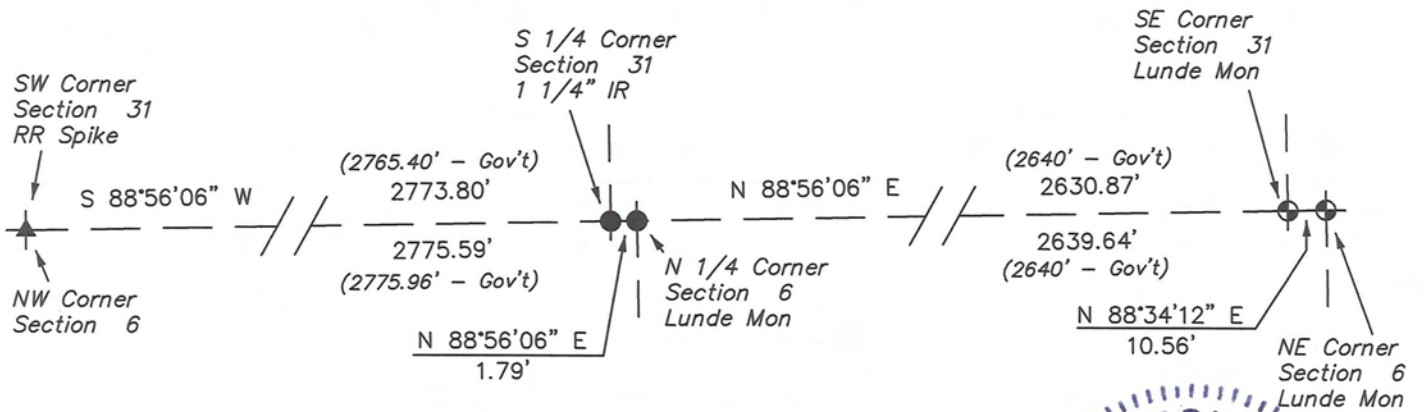 SW Corner
Section 31
RR Spike
S 1/4 Corner
Section 31
1 1/4" IR
SE Corner
Section 31
Lunde Mon
S 88°56'06" W
(2765.40' - Gov't)
2773.80'
N 88°56'06" E
(2640' - Gov't)
2630.87'
2775.59'
(2775.96' - Gov't)
2639.64'
(2640' - Gov't)
NW Corner
Section 6
N 1/4 Corner
Section 6
Lunde Mon
N 88°56'06" E
1.79'
N 88°34'12" E
10.56'
NE Corner
Section 6
Lunde Mon